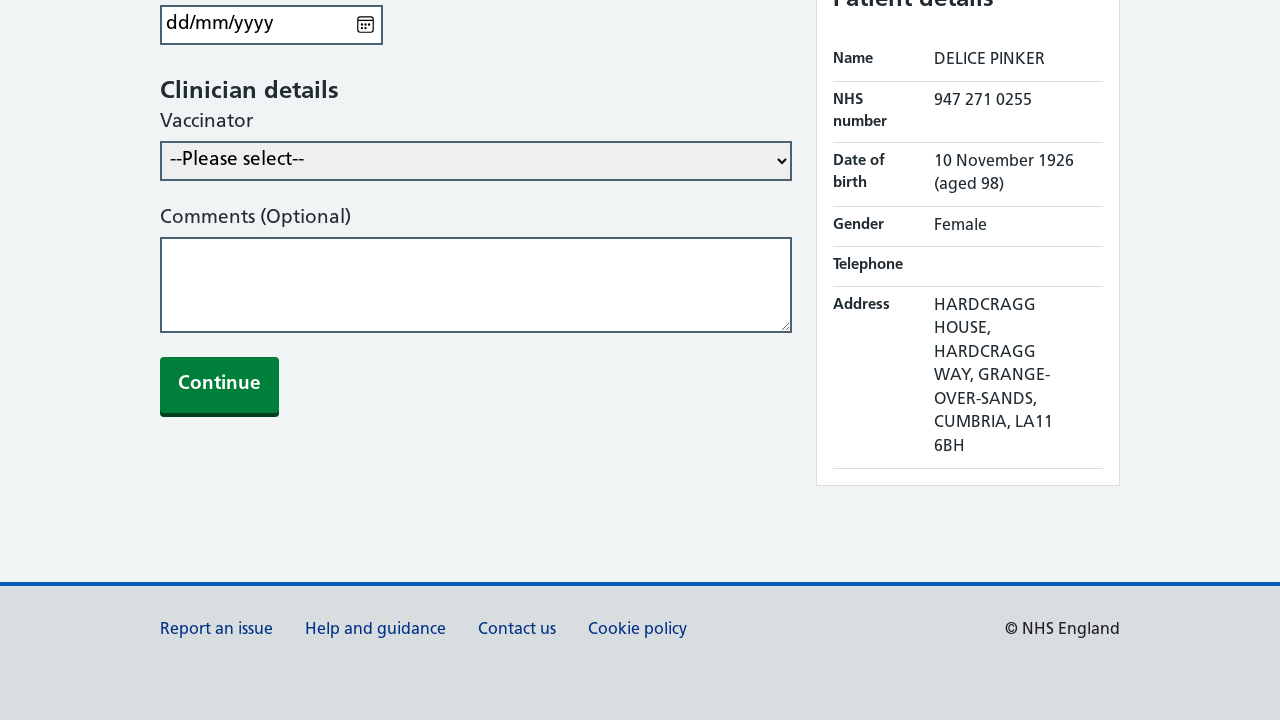 dd/mm/yyyy
Clinician details
Vaccinator
--Please select--
Comments (Optional)
Continue
Patient details
Name DELICE PINKER
NHS number 947 271 0255
Date of birth 10 November 1926 (aged 98)
Gender Female
Telephone
Address HARDCRAGG
HOUSE,
HARDCRAGG
WAY, GRANGE-
OVER-SANDS,
CUMBRIA, LA11
6BH
Report an issue Help and guidance Contact us Cookie policy © NHS England